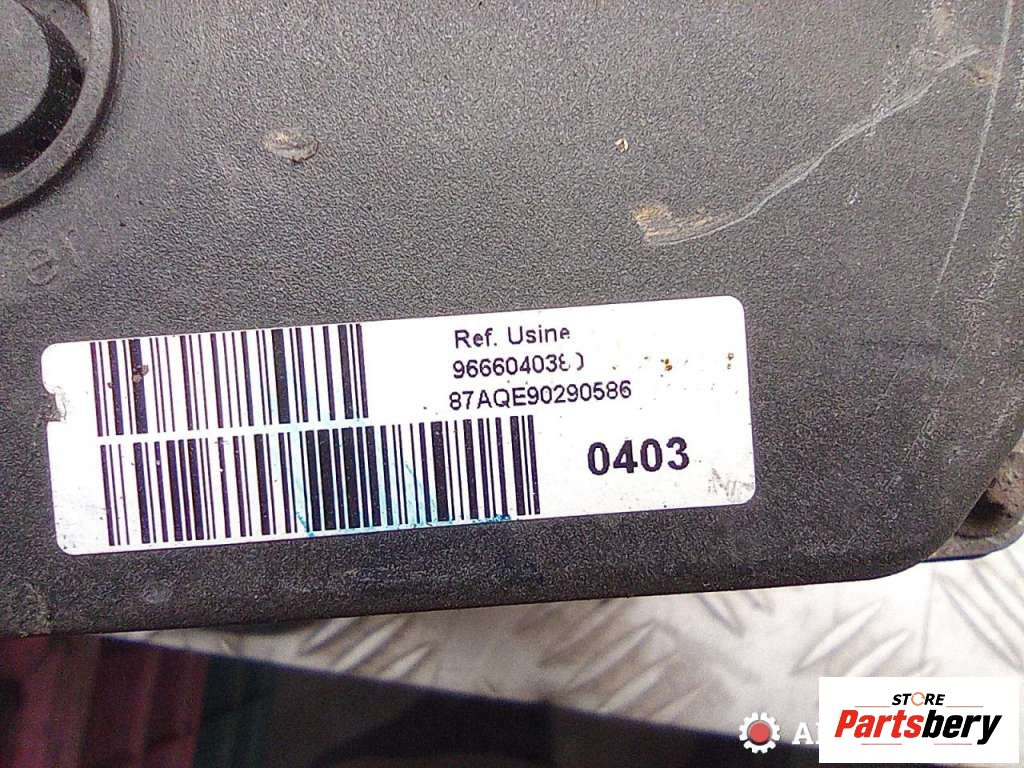 Ref. Usine
9666040380
87AQE90290586
0403
STORE
Partsbery